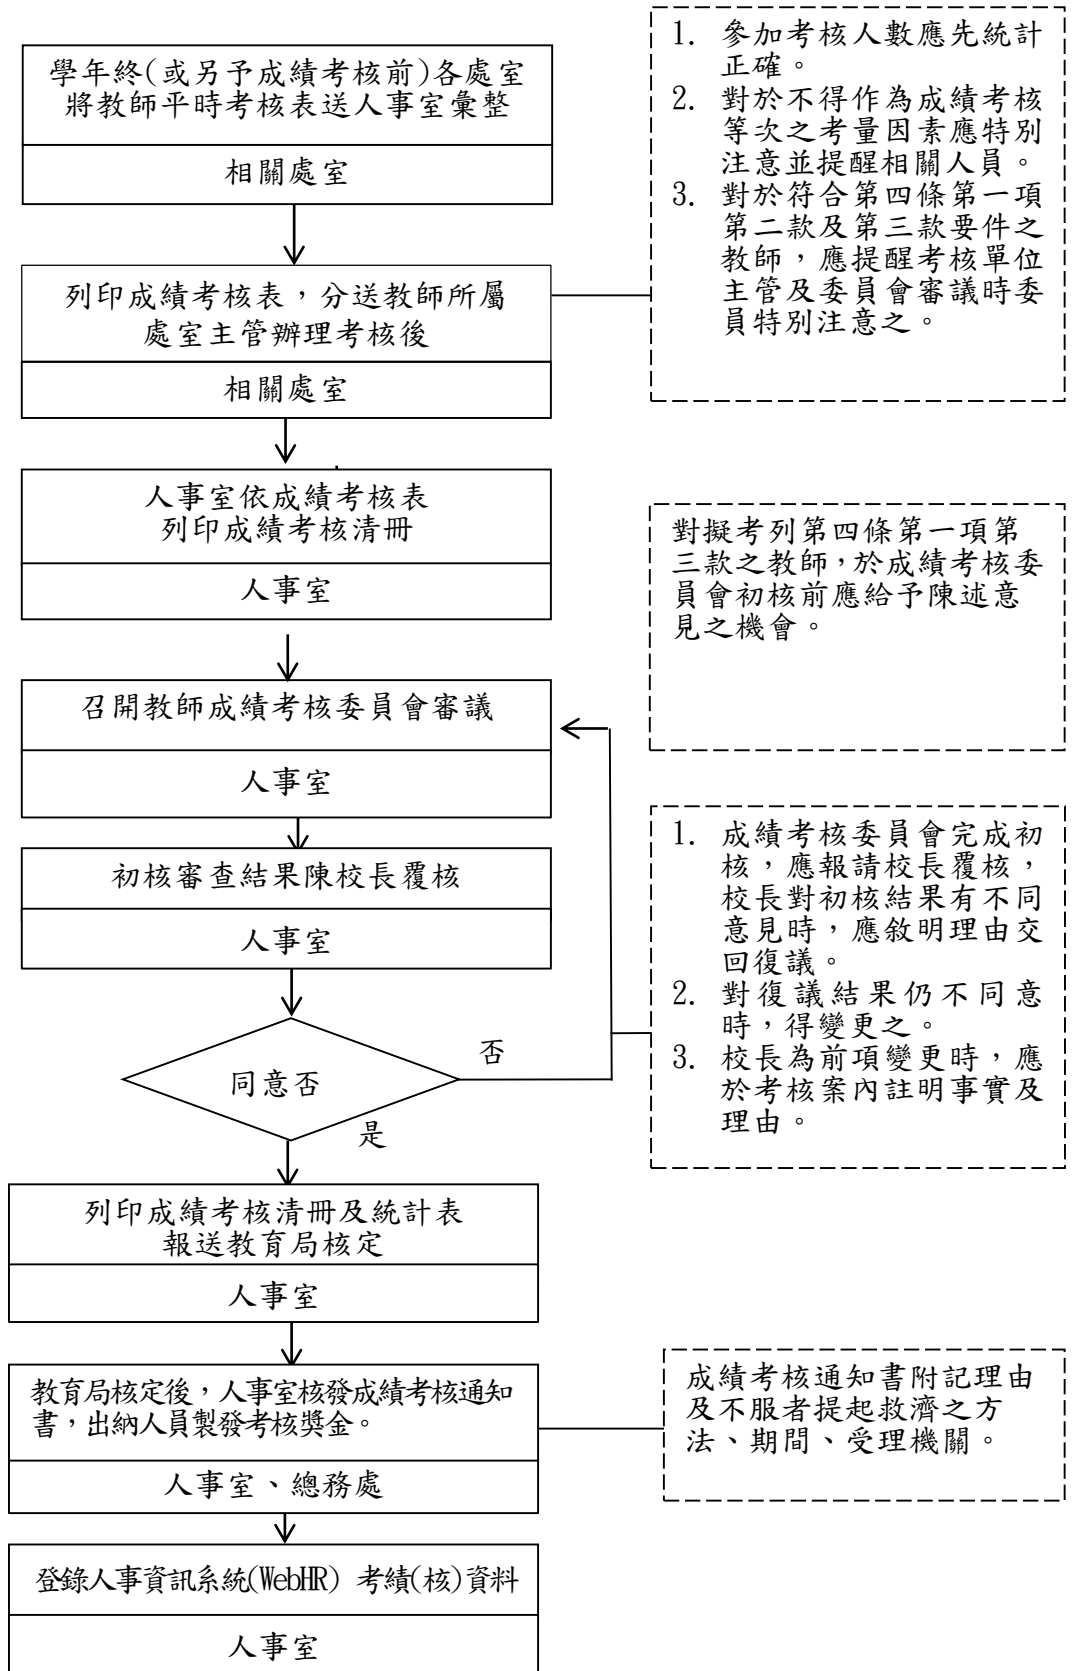 學年終(或另予成績考核前)各處室
將教師平時考核表送人事室彙整
相關處室
1. 參加考核人數應先統計
正確。
2. 對於不得作為成績考核
等次之考量因素應特別
注意並提醒相關人員。
3. 對於符合第四條第一項
第二款及第三款要件之
教師，應提醒考核單位
主管及委員會審議時委
員特別注意之。
列印成績考核表，分送教師所屬
處室主管辦理考核後
相關處室
人事室依成績考核表
列印成績考核清冊
人事室
對擬考列第四條第一項第
三款之教師，於成績考核委
員會初核前應給予陳述意
見之機會。
召開教師成績考核委員會審議
人事室
初核審查結果陳校長覆核
人事室
1. 成績考核委員會完成初
核，應報請校長覆核，
校長對初核結果有不同
意見時，應敘明理由交
回復議。
2. 對復議結果仍不同意
時，得變更之。
3. 校長為前項變更時，應
於考核案內註明事實及
理由。
同意否
否
是
列印成績考核清冊及統計表
報送教育局核定
人事室
教育局核定後，人事室核發成績考核通知
書，出納人員製發考核獎金。
人事室、總務處
成績考核通知書附記理由
及不服者提起救濟之方
法、期間、受理機關。
登錄人事資訊系統(WebHR) 考績(核)資料
人事室